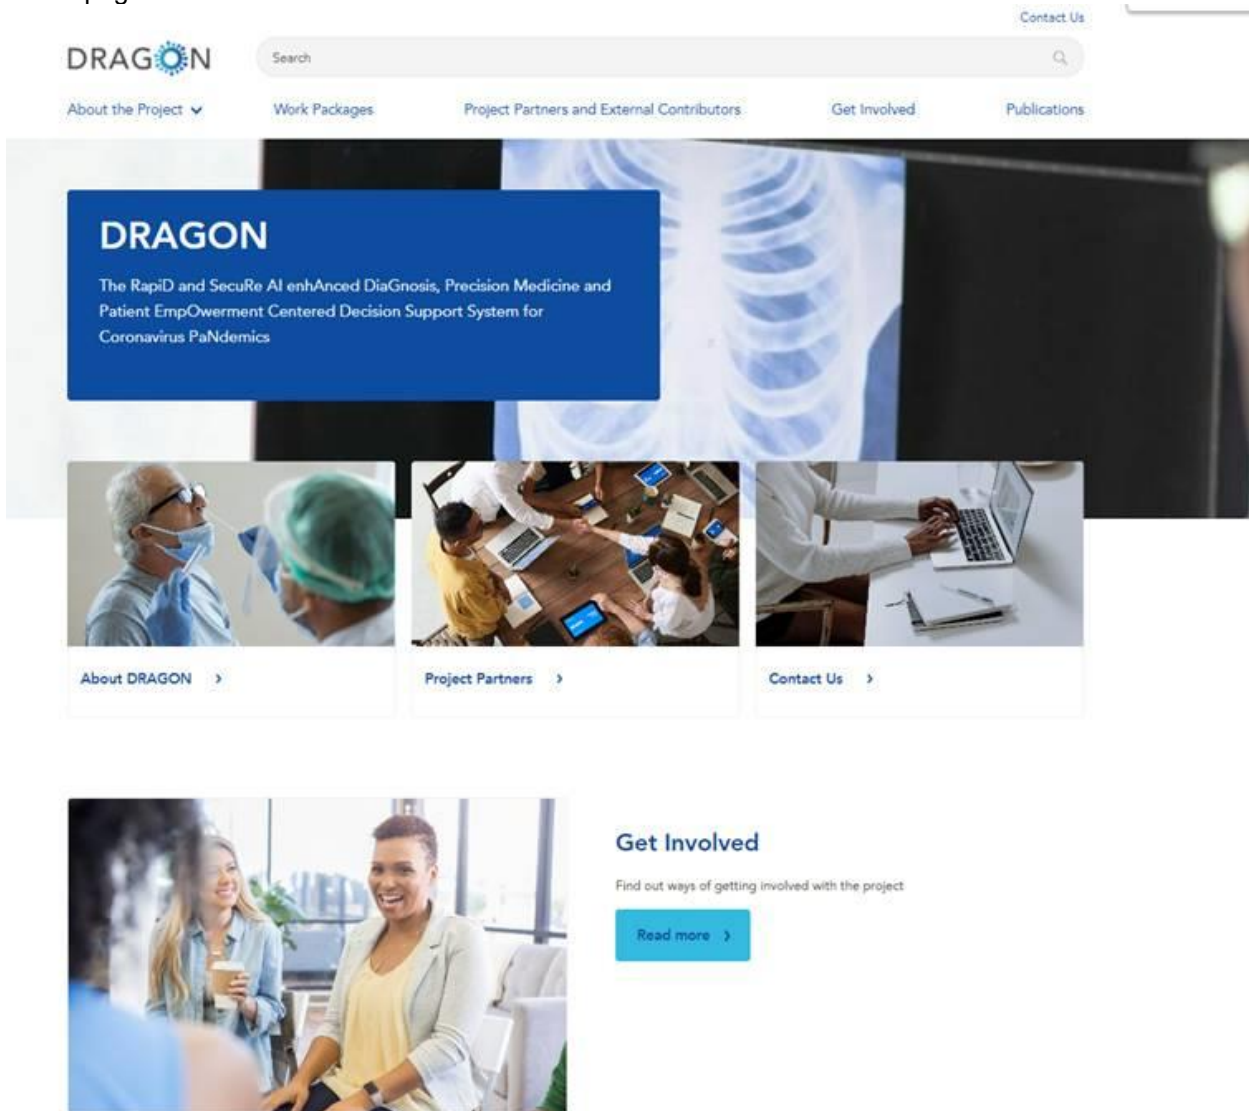 Contact Us
DRAGON
Search
About the Project
Work Packages
Project Partners and External Contributors
Get Involved
Publications
DRAGON
The RapiD and SecuRe AI enhAnced DiaGnosis, Precision Medicine and
Patient EmpOwerment Centered Decision Support System for
Coronavirus PaNdemics
About DRAGON
Project Partners
Contact Us
Get Involved
Find out ways of getting involved with the project
Read more